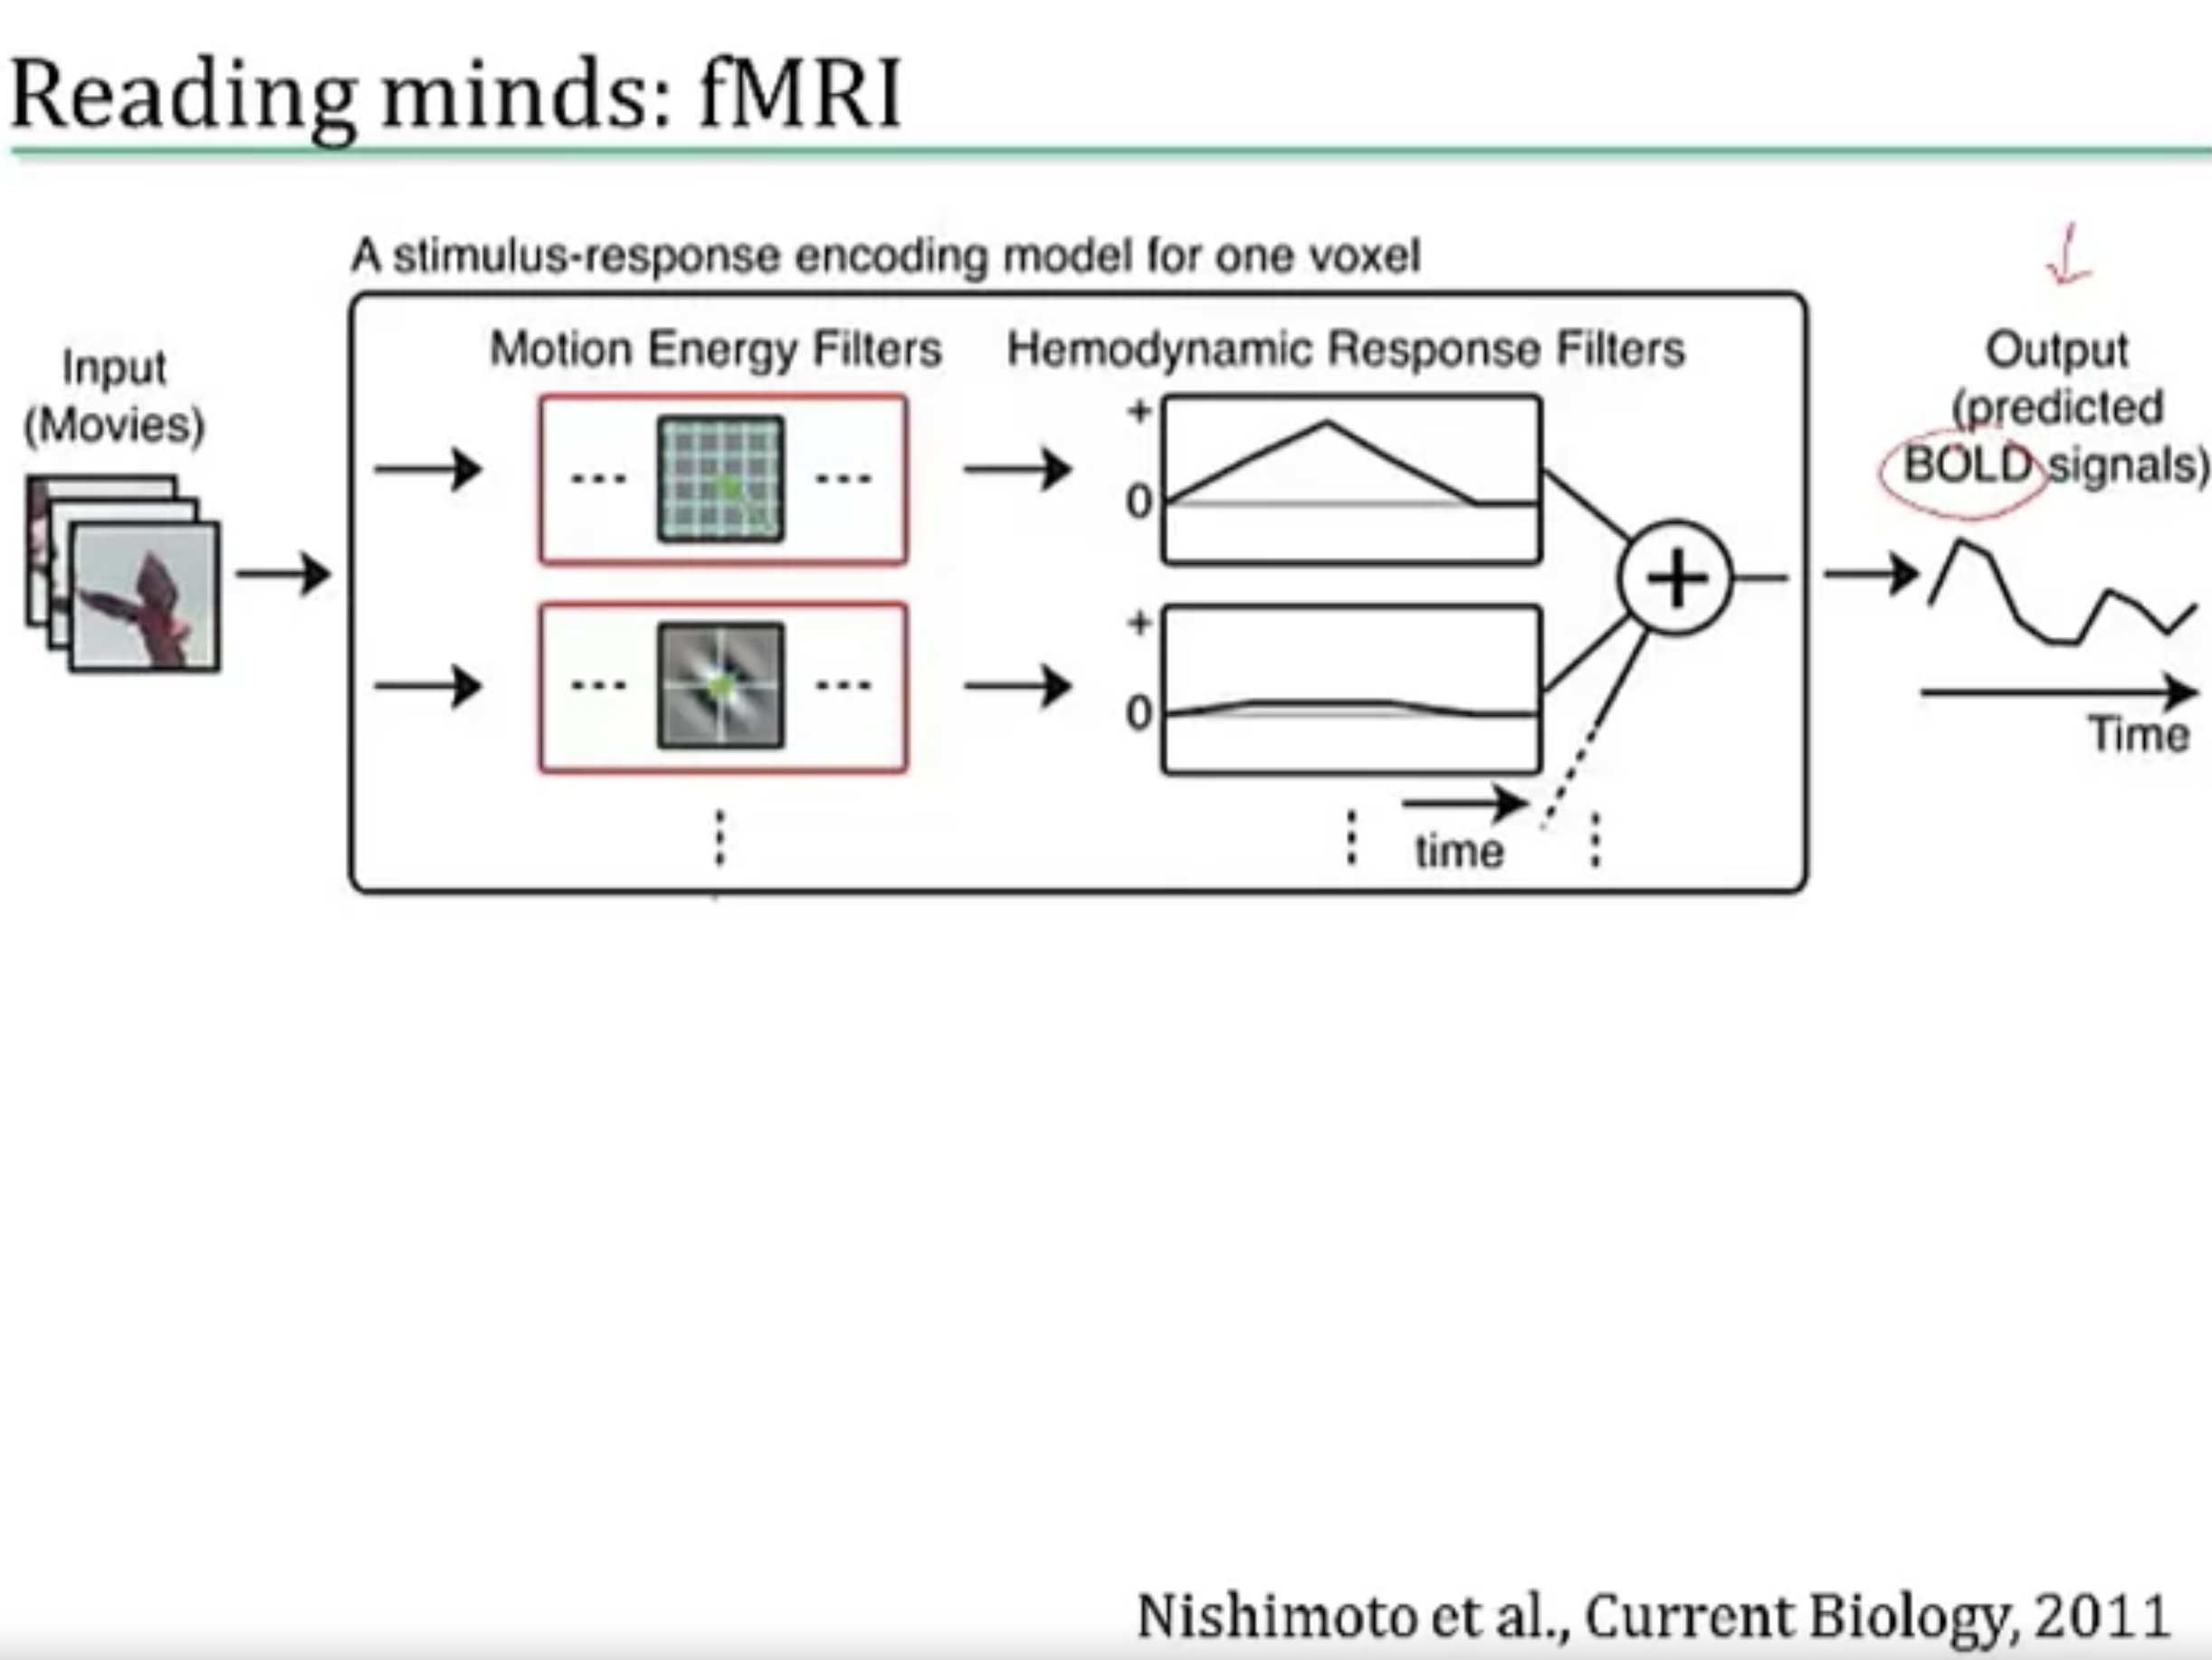 Reading minds: fMRI
A stimulus-response encoding model for one voxel
Input
(Movies)
Motion Energy Filters
Hemodynamic Response Filters
+
0
+
0
time
+
Output
(predicted
BOLD signals)
Time
Nishimoto et al., Current Biology, 2011